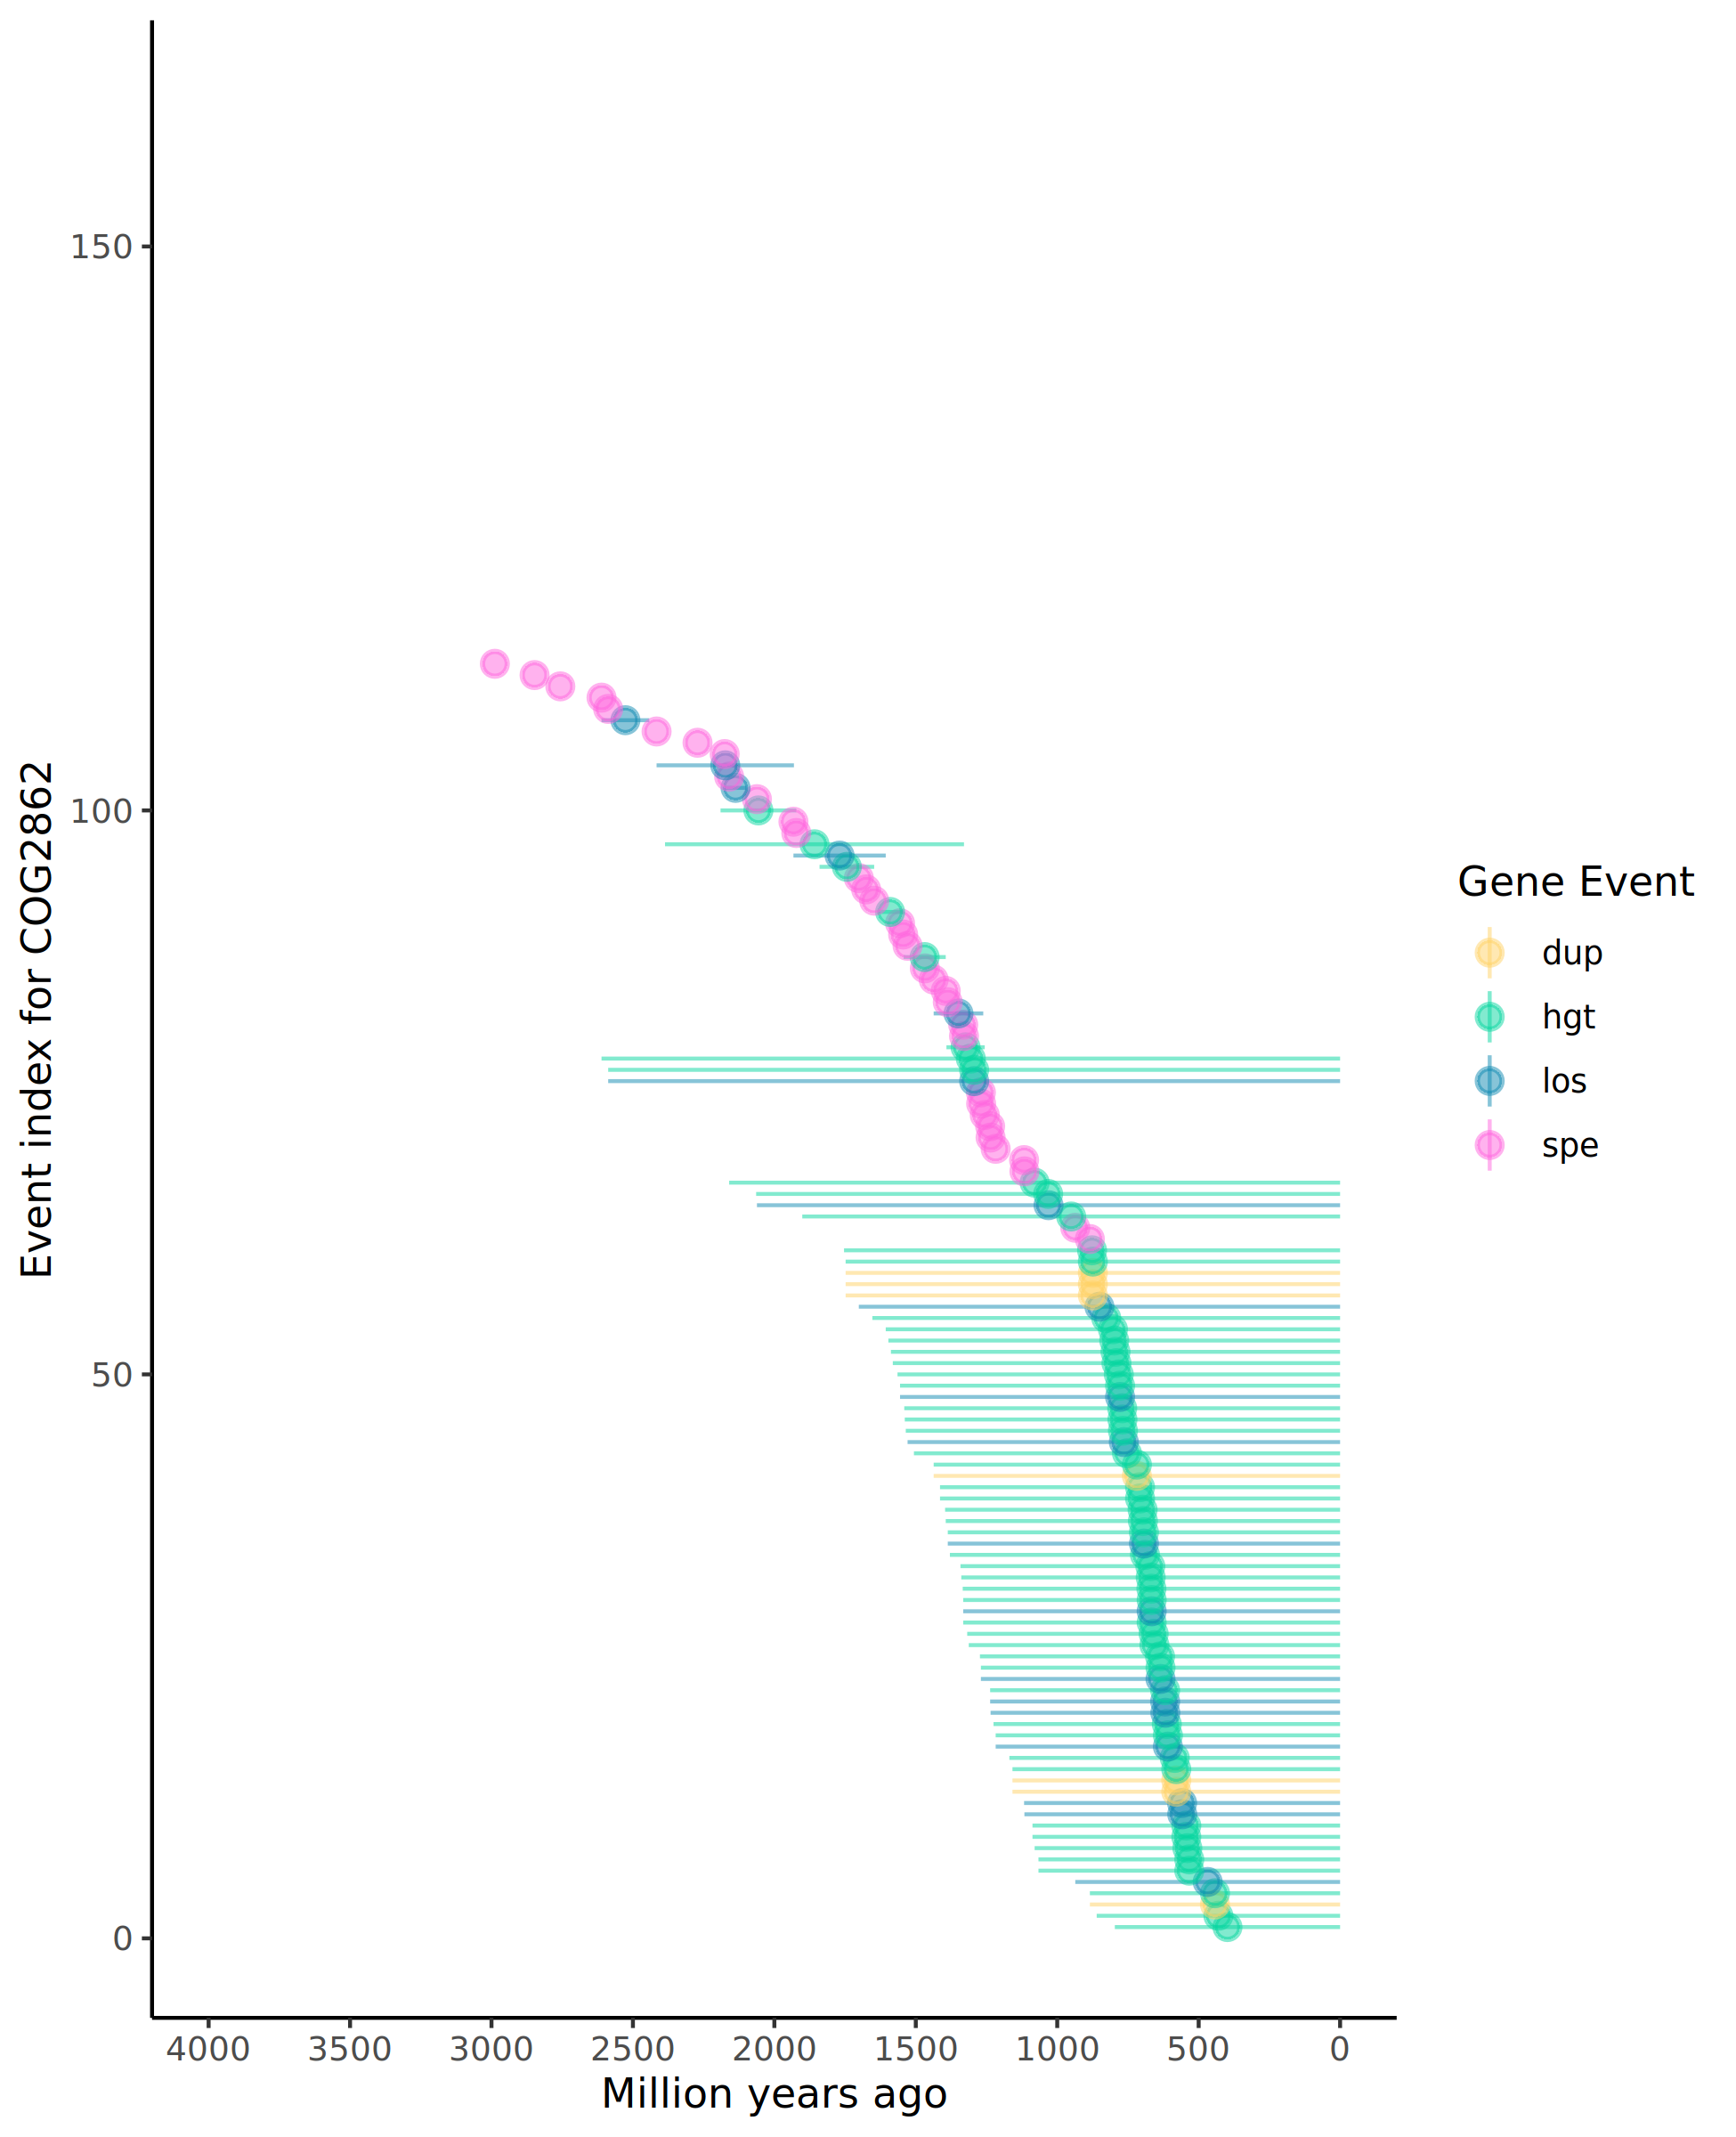 Event index for COG2862
150
100
50
0
4000 3500 3000 2500 2000 1500 1000 500 0
Million years ago
Gene Event
dup
hgt
los
spe